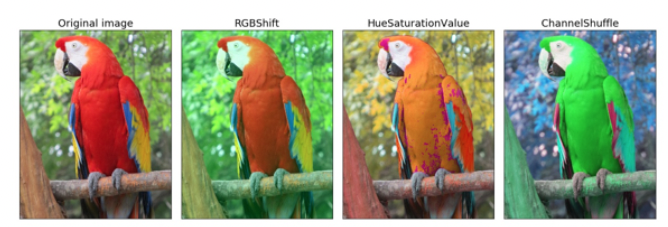 Original image
RGBShift
HueSaturationValue
ChannelShuffle